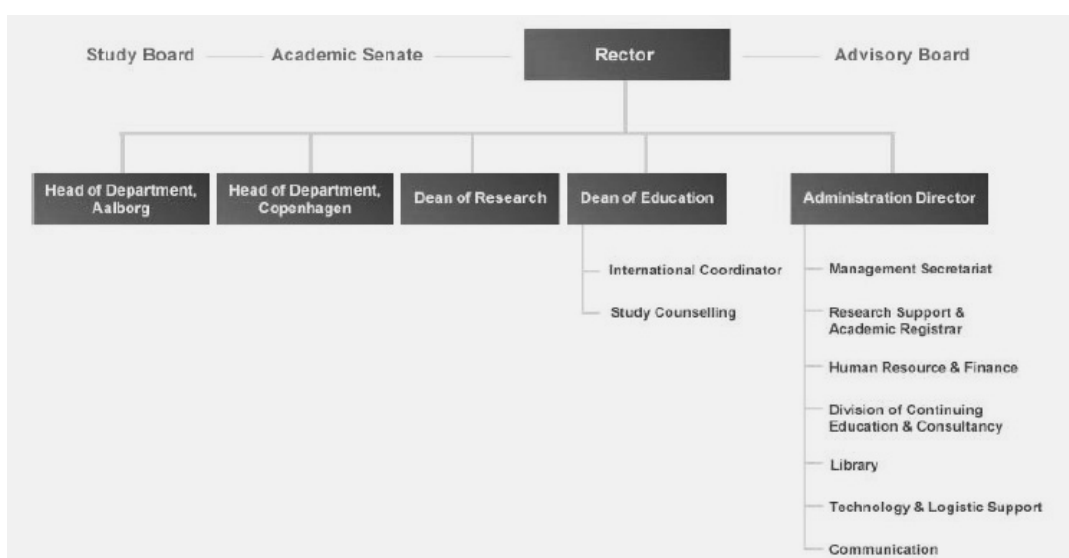 Study Board
Academic Senate
Rector
Advisory Board
Head of Department,
Aalborg
Head of Department,
Copenhagen
Dean of Research
Dean of Education
Administration Director
International Coordinator
Study Counselling
Management Secretariat
Research Support &
Academic Registrar
Human Resource & Finance
Division of Continuing
Education & Consultancy
Library
Technology & Logistic Support
Communication